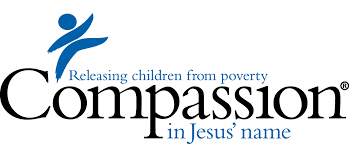 Releasing children from poverty
Compassion®
in Jesus' name